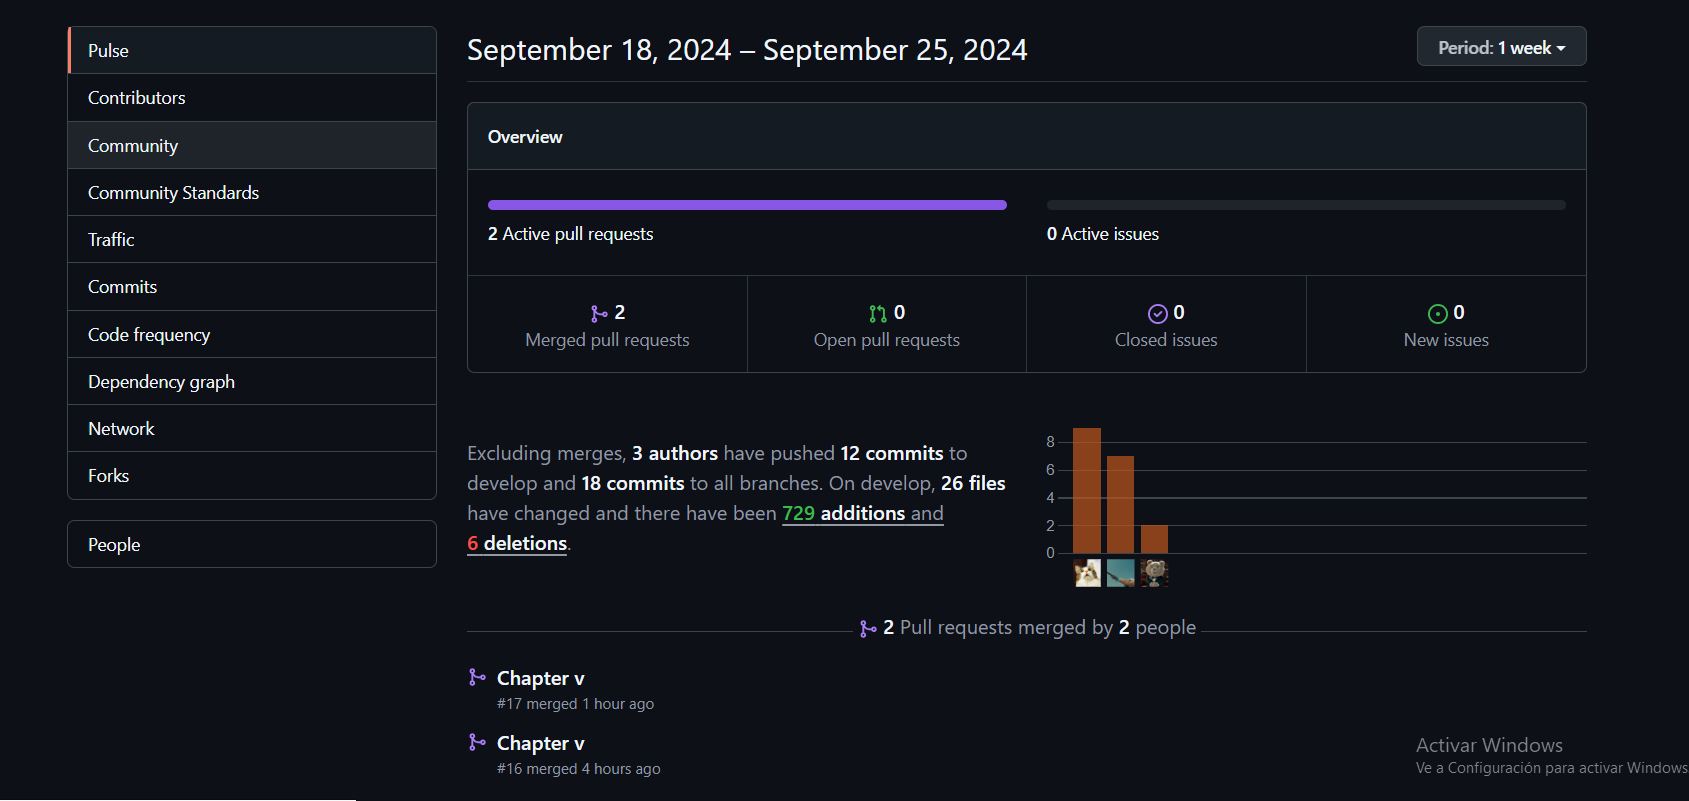 Pulse
Contributors
Community
Community Standards
Traffic
Commits
Code frequency
Dependency graph
Network
Forks
People
September 18, 2024 – September 25, 2024
Period: 1 week
Overview
2 Active pull requests
0 Active issues
2
Merged pull requests
0
Open pull requests
0
Closed issues
0
New issues
Excluding merges, 3 authors have pushed 12 commits to
develop and 18 commits to all branches. On develop, 26 files
have changed and there have been 729 additions and
6 deletions.
8
6
4
2
0
2 Pull requests merged by 2 people
Chapter v
#17 merged 1 hour ago
Chapter v
#16 merged 4 hours ago
Activar Windows
Ve a Configuración para activar Windows